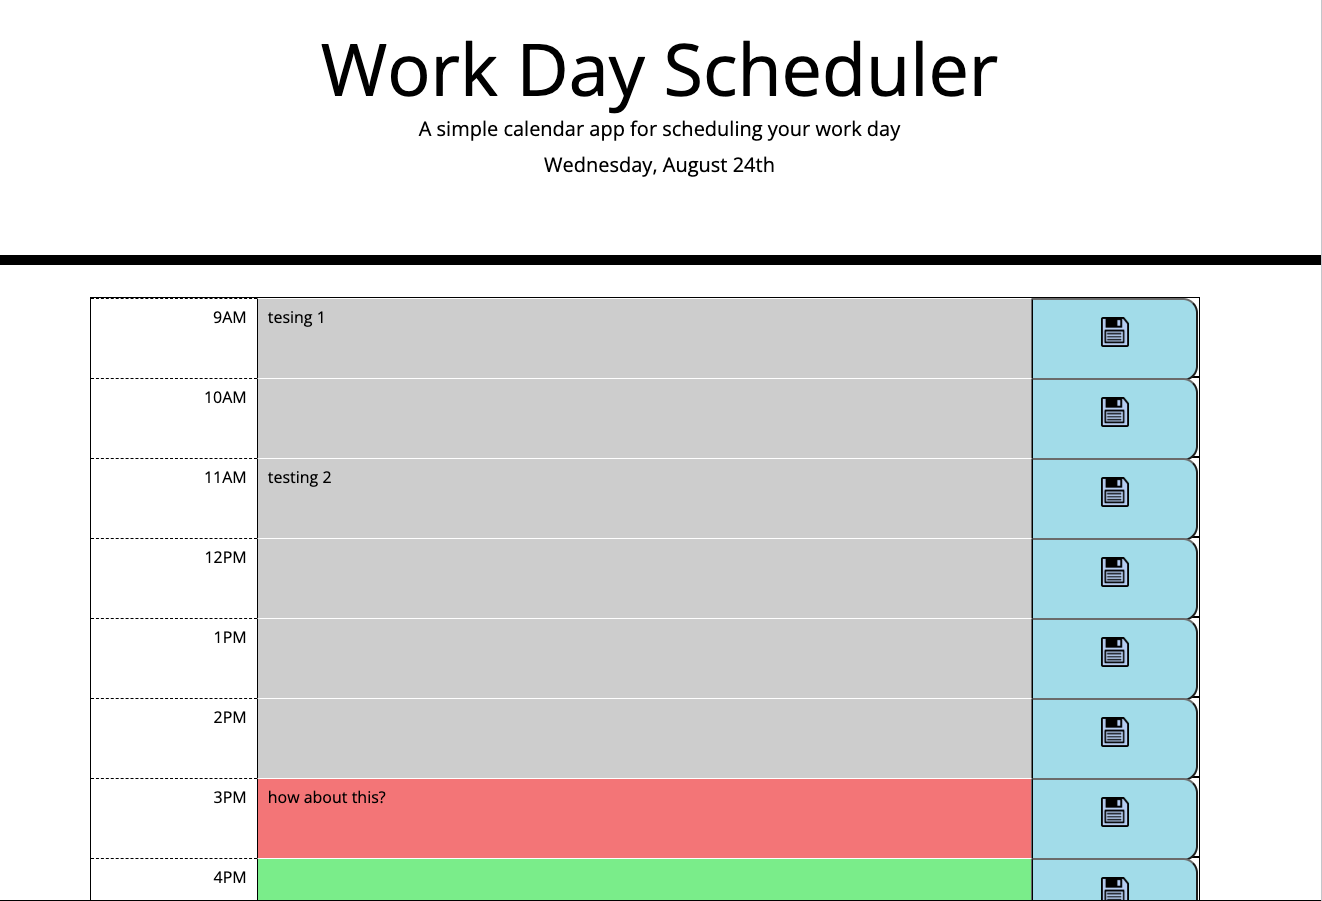 Work Day Scheduler
A simple calendar app for scheduling your work day
Wednesday, August 24th
9AM tesing 1
10AM
11AM testing 2
12PM
1PM
2PM
3PM how about this?
4PM